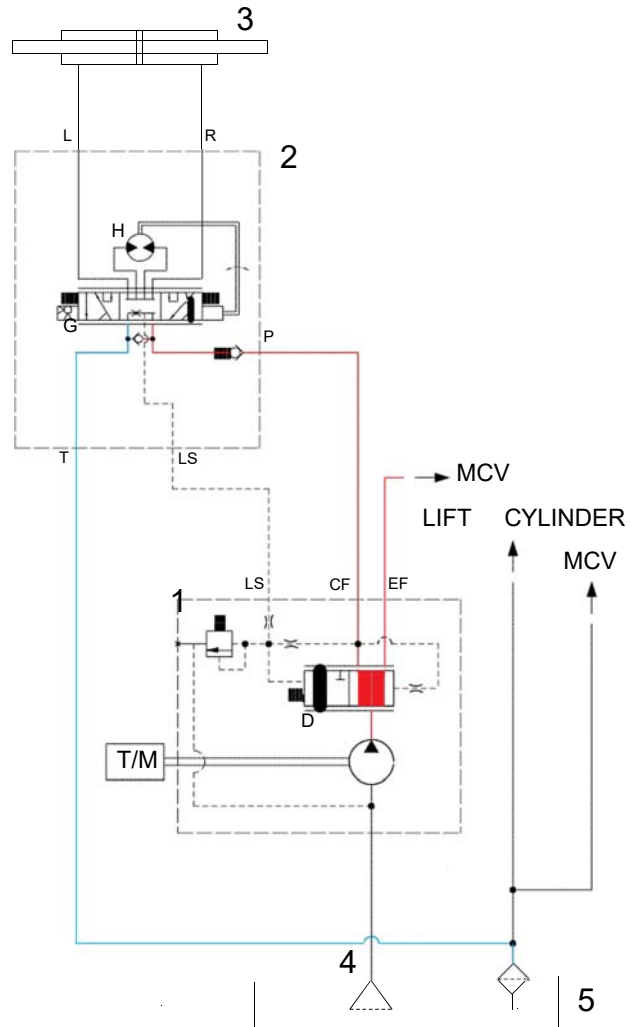 3
L R
2
H
G
P
T LS
MCV
LIFT CYLINDER
MCV
LS CF EF
1
D
T/M
4
5